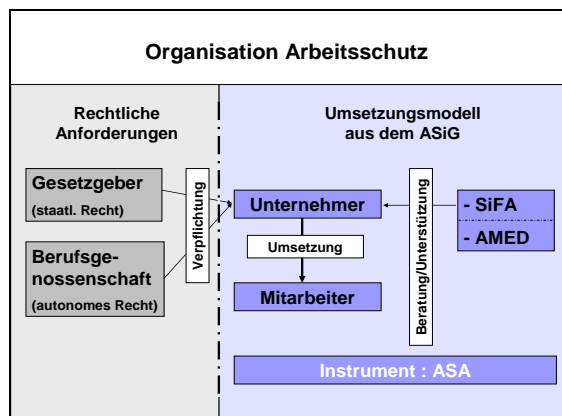 Organisation Arbeitsschutz
Rechtliche
Anforderungen
Umsetzungsmodell
aus dem ASiG
Gesetzgeber
(staatl. Recht)
Berufsge-
nossenschaft
(autonomes Recht)
Verpflichtung
Unternehmer
Umsetzung
Mitarbeiter
Beratung/Unterstützung
- SiFA
- AMED
Instrument : ASA